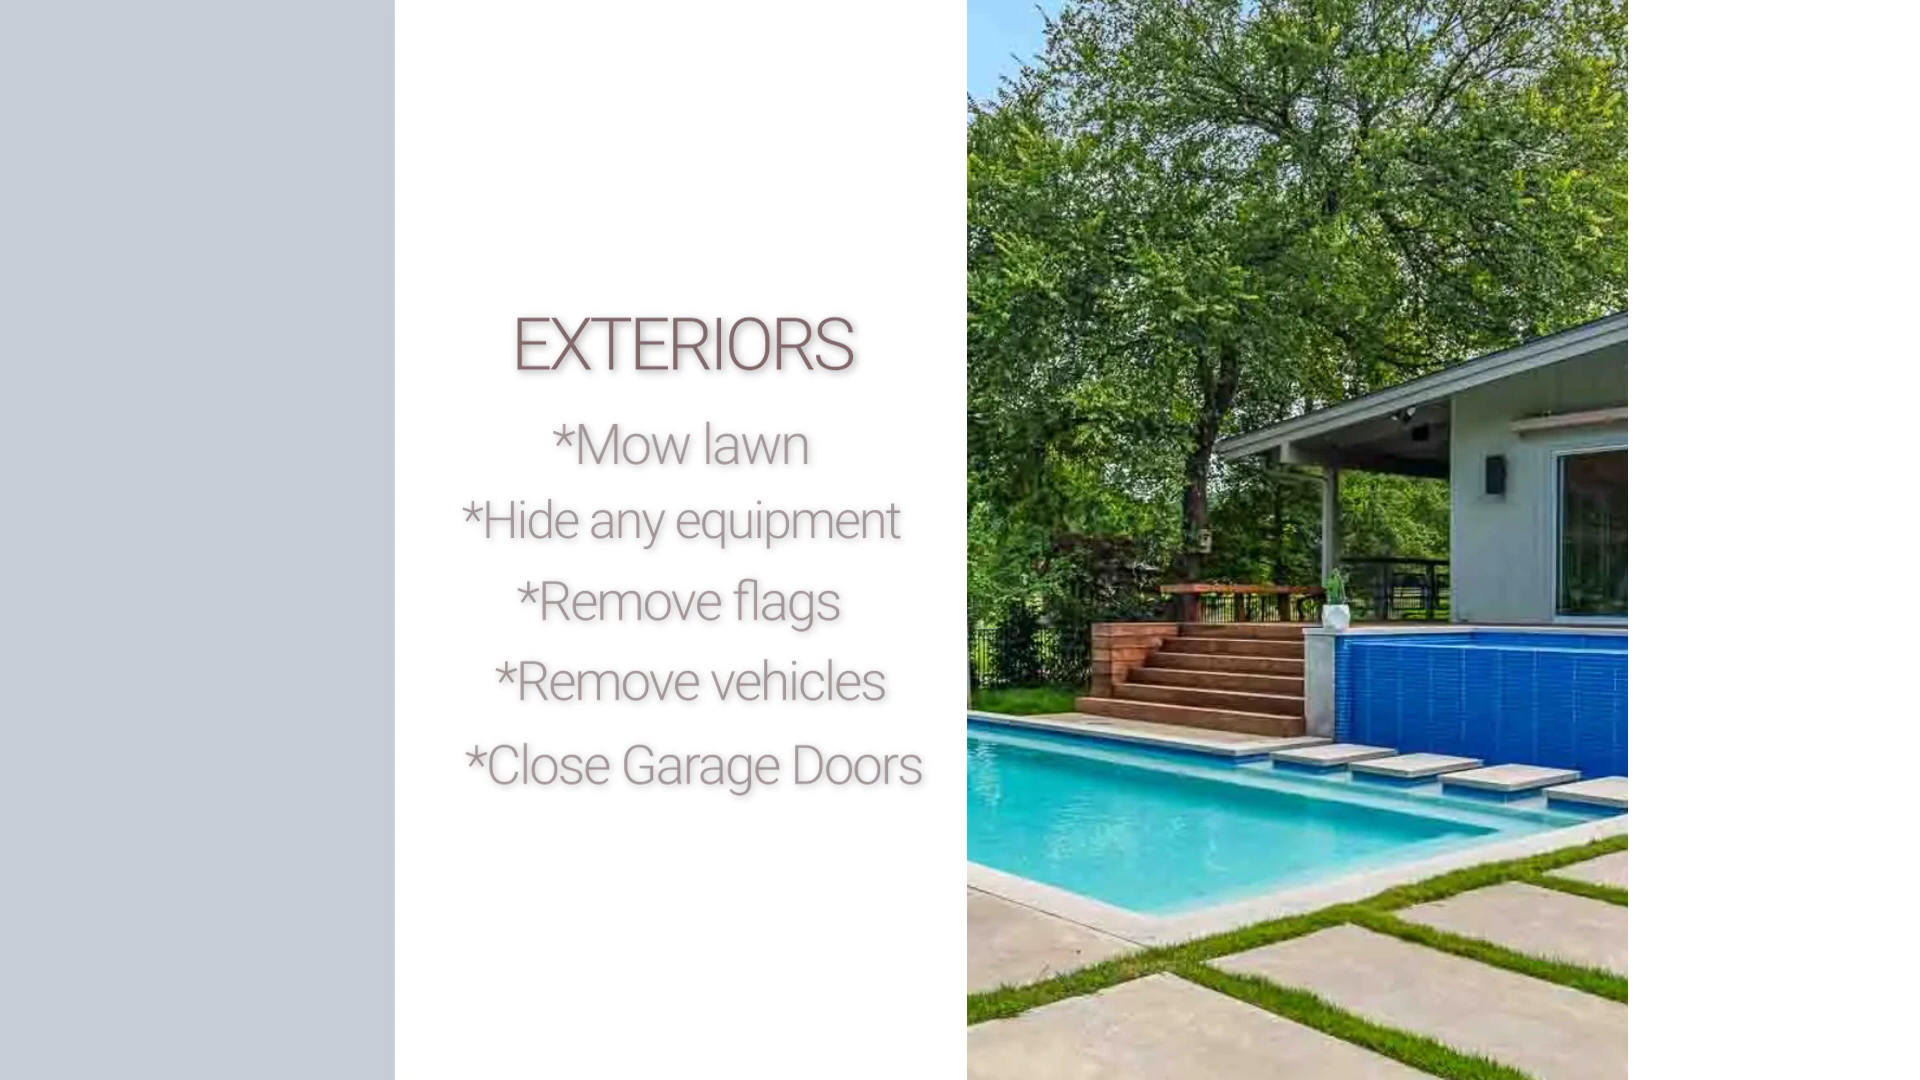 EXTERIORS
*Mow lawn
*Hide any equipment
*Remove flags
*Remove vehicles
*Close Garage Doors